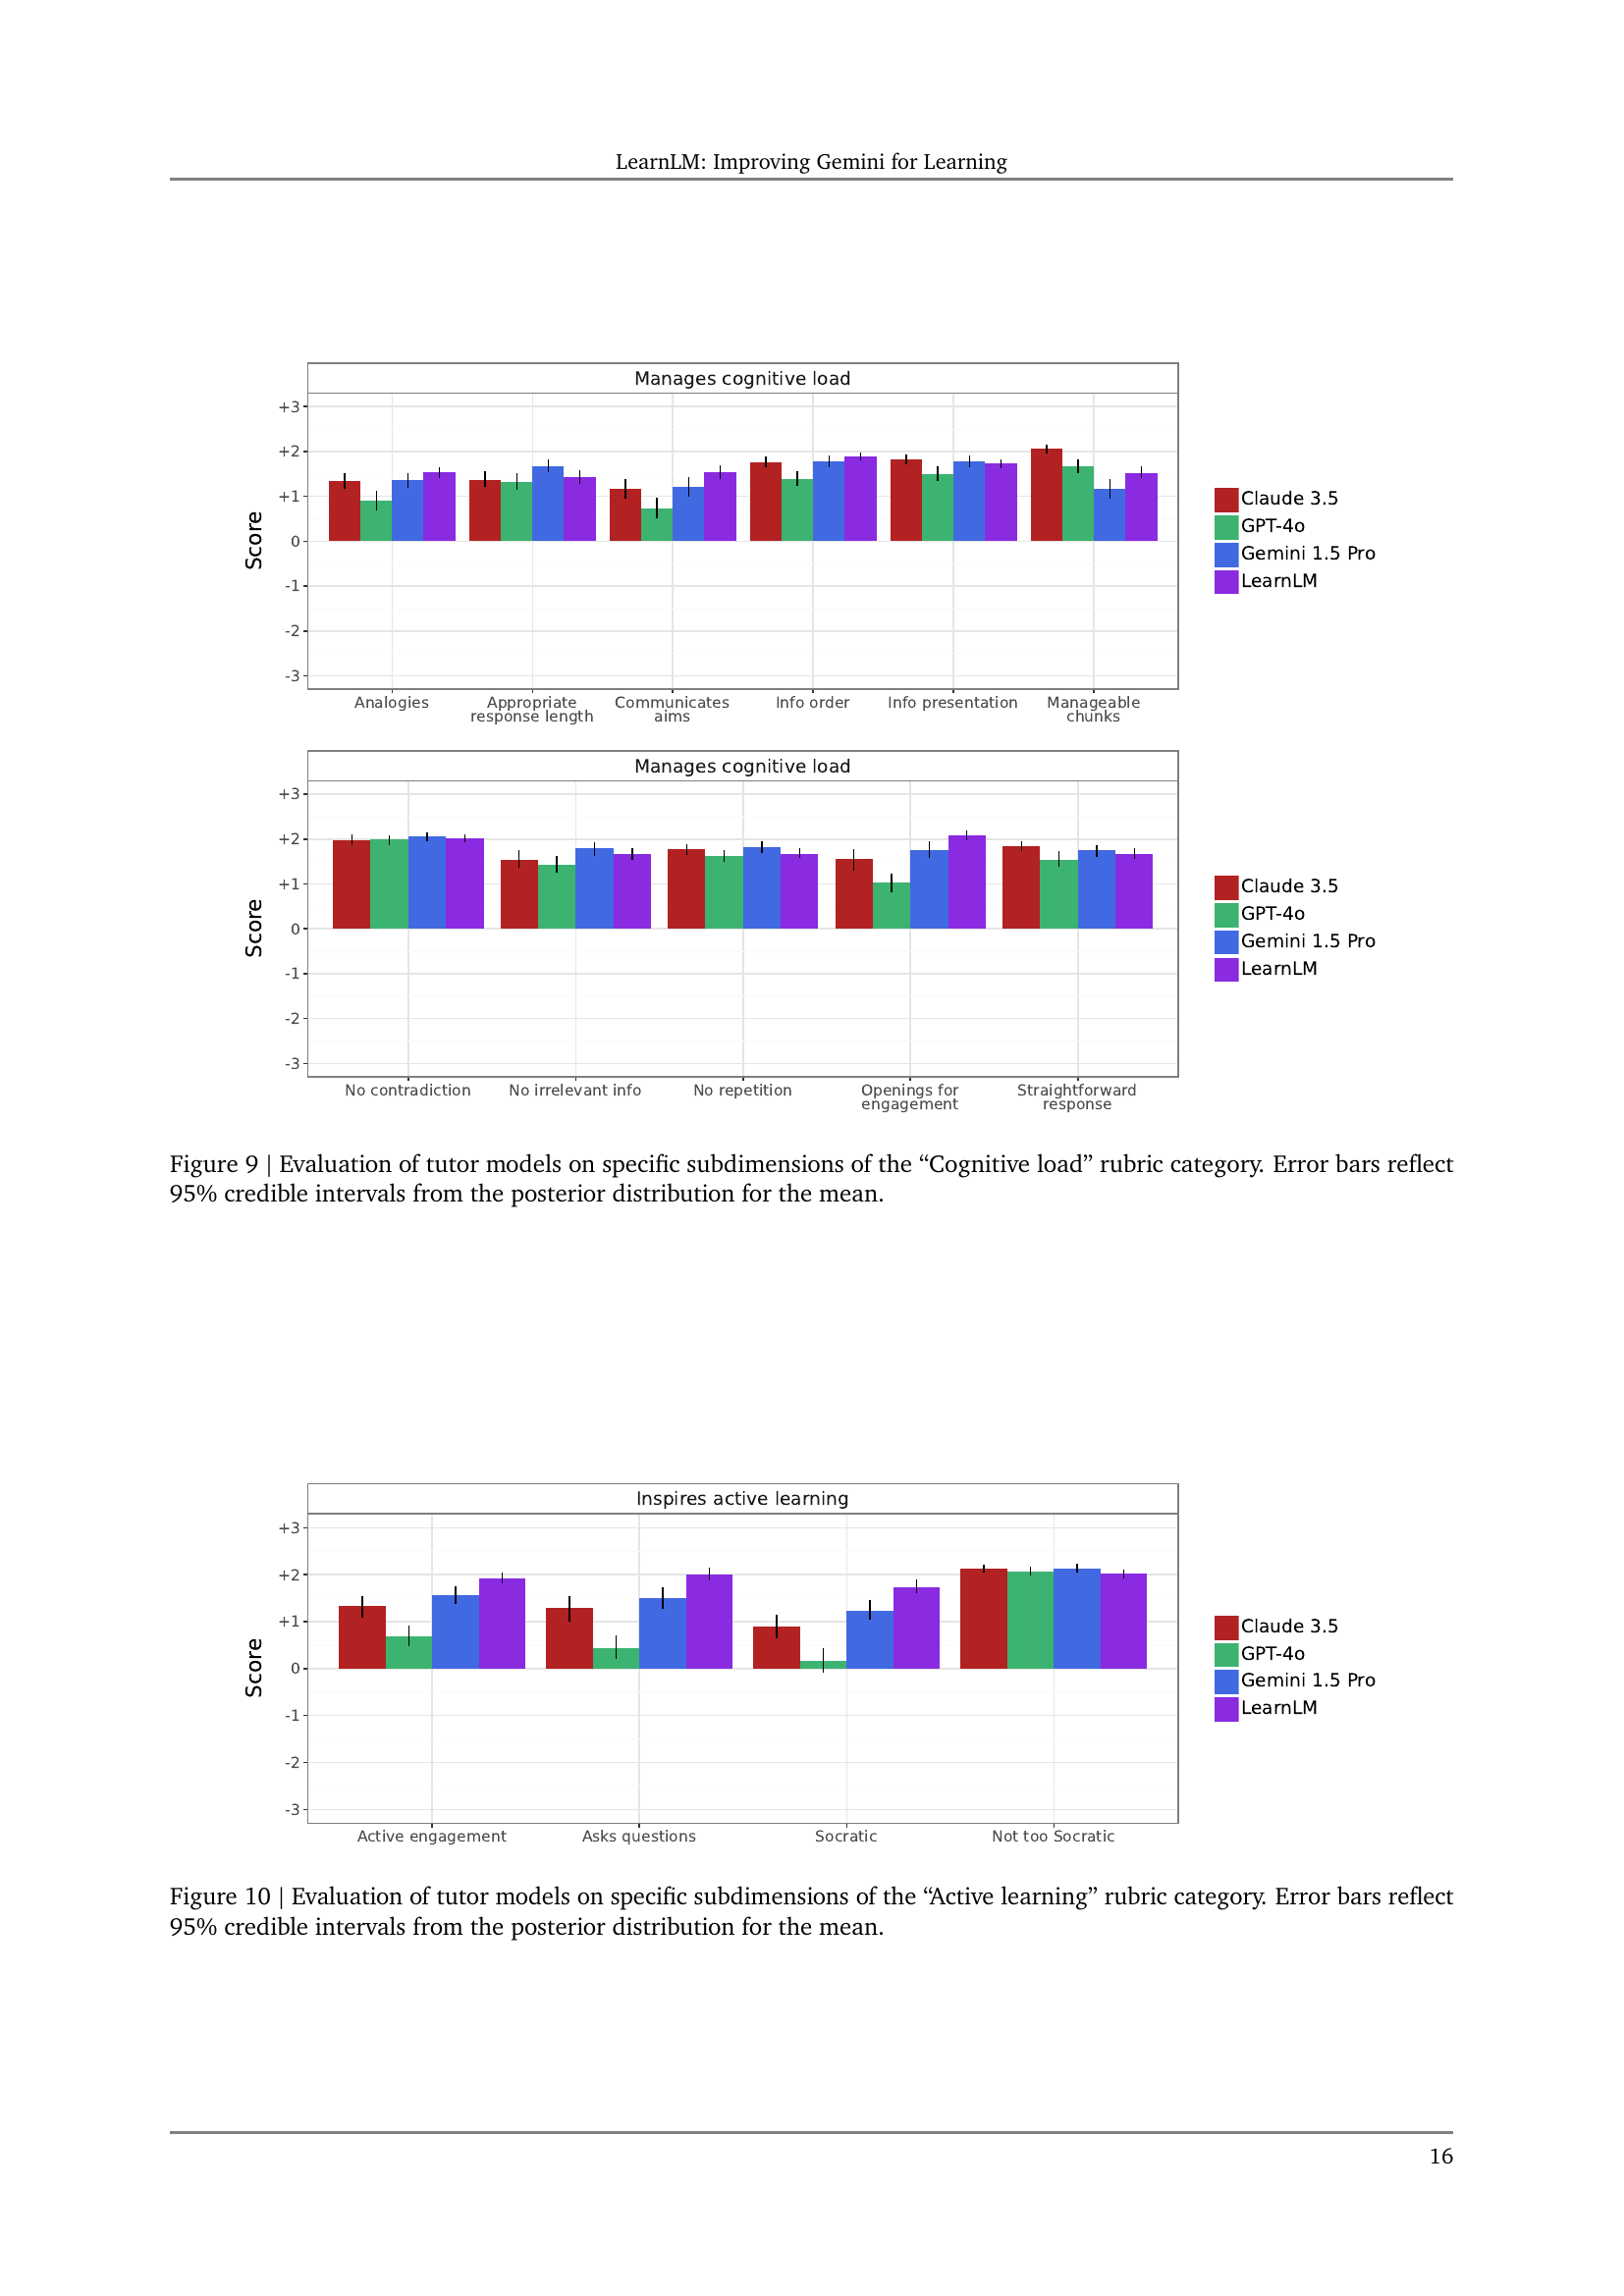 LearnLM: Improving Gemini for Learning
Manages cognitive load
+3
+2
+1
0
-1
-2
-3
Score
Analogies
Appropriate
response length
Communicates
aims
Info order
Info presentation
Manageable
chunks
Claude 3.5
GPT-4o
Gemini 1.5 Pro
LearnLM
Manages cognitive load
+3
+2
+1
0
-1
-2
-3
Score
No contradiction
No irrelevant info
No repetition
Openings for
engagement
Straightforward
response
Claude 3.5
GPT-4o
Gemini 1.5 Pro
LearnLM
Figure 9 | Evaluation of tutor models on specific subdimensions of the “Cognitive load” rubric category. Error bars reflect
95% credible intervals from the posterior distribution for the mean.
Inspires active learning
+3
+2
+1
0
-1
-2
-3
Score
Active engagement
Asks questions
Socratic
Not too Socratic
Claude 3.5
GPT-4o
Gemini 1.5 Pro
LearnLM
Figure 10 | Evaluation of tutor models on specific subdimensions of the “Active learning” rubric category. Error bars reflect
95% credible intervals from the posterior distribution for the mean.
16